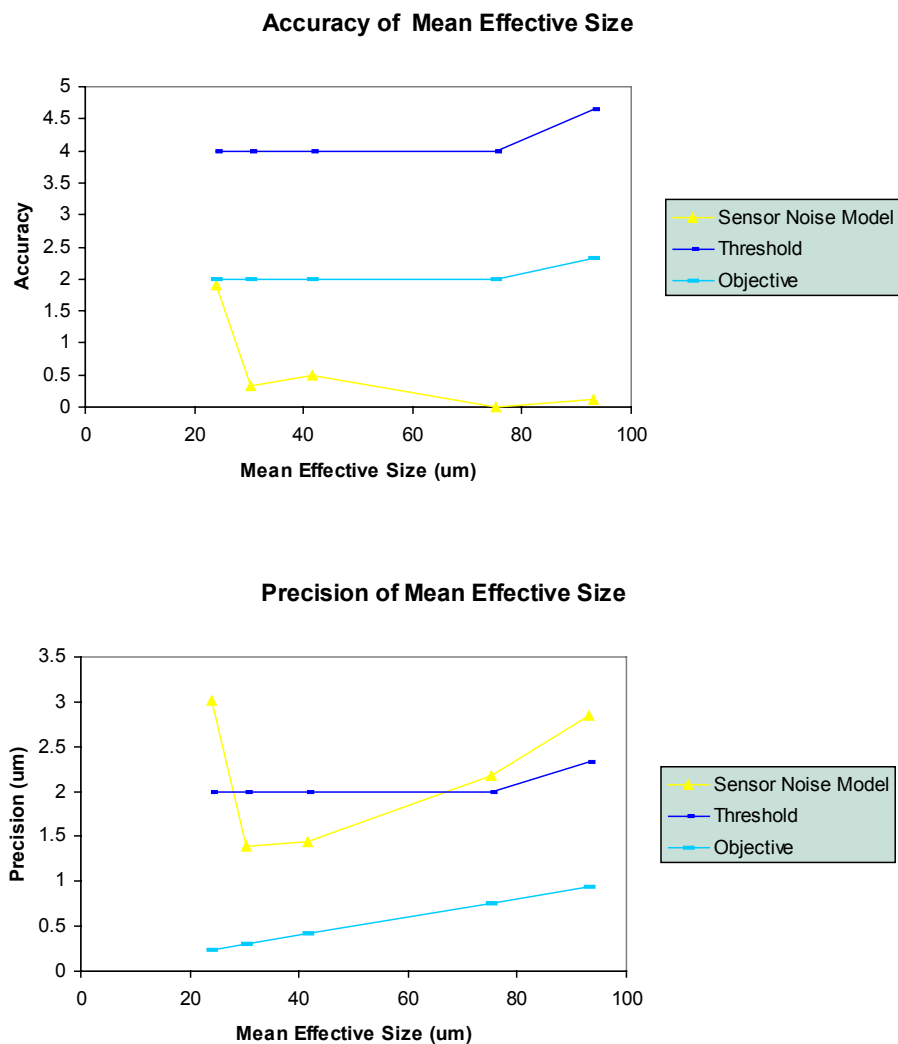 Accuracy of Mean Effective Size
5
4.5
4
3.5
3
2.5
2
1.5
1
0.5
0
Accuracy
0 20 40 60 80 100
Mean Effective Size (um)
Sensor Noise Model
Threshold
Objective
Precision of Mean Effective Size
3.5
3
2.5
2
1.5
1
0.5
0
Precision (um)
0 20 40 60 80 100
Mean Effective Size (um)
Sensor Noise Model
Threshold
Objective